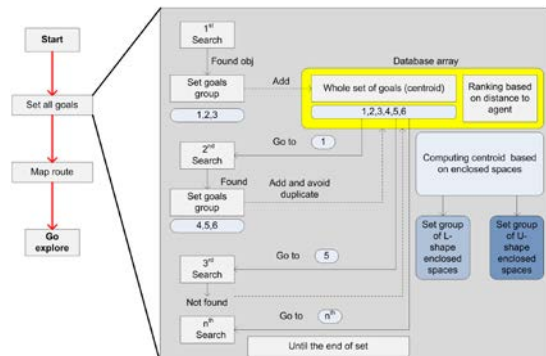 Start
Set all goals
Map route
Go
explore
1st
Search
Found obj
Set goals
group
1,2,3
Add
Database array
Whole set of goals (centroid)
1,2,3,4,5,6
Ranking based
on distance to
agent
Go to
1
2nd
Search
Found
Add and avoid
duplicate
Set goals
group
4,5,6
Computing centroid based
on enclosed spaces
Set group
of L-
shape
enclosed
spaces
Set group
of U-
shape
enclosed
spaces
Go to
5
3rd
Search
Not found
Go to
nth
nth
Search
Until the end of set